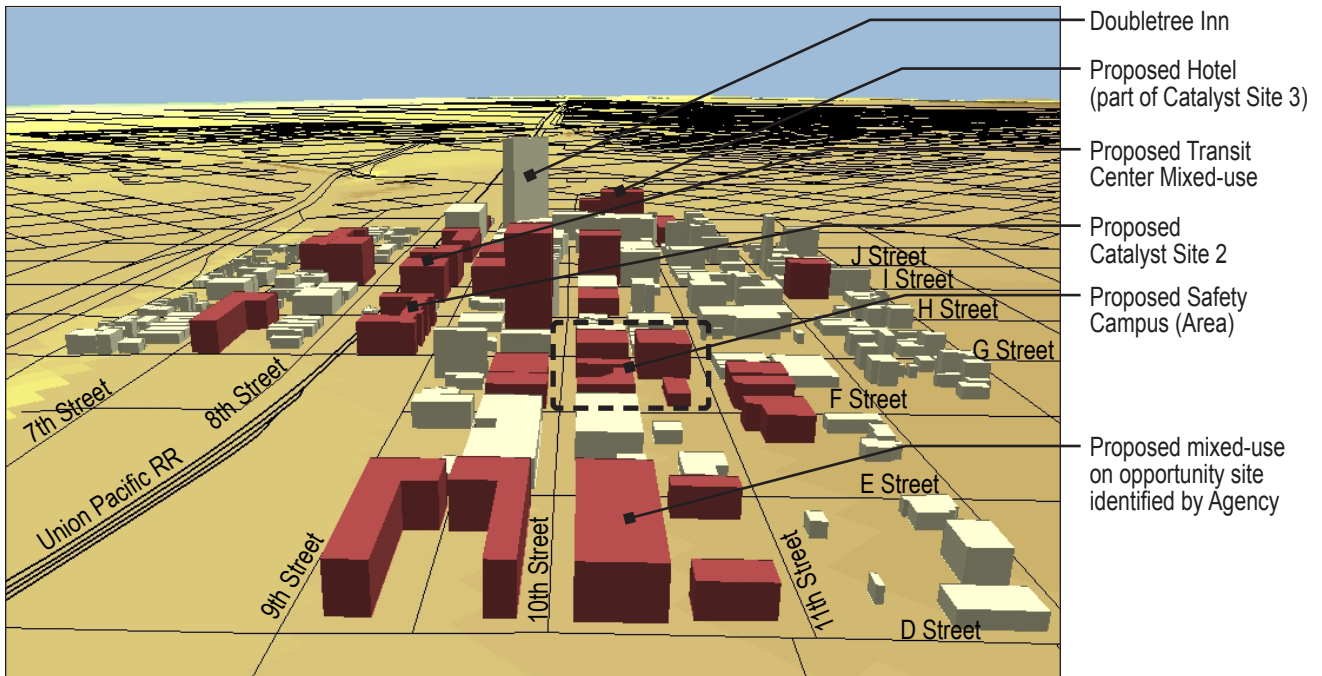 Doubletree Inn
Proposed Hotel
(part of Catalyst Site 3)
Proposed Transit
Center Mixed-use
Proposed
Catalyst Site 2
Proposed Safety
Campus (Area)
Proposed mixed-use
on opportunity site
identified by Agency
J Street
I Street
H Street
G Street
F Street
E Street
D Street
7th Street
8th Street
Union Pacific RR
9th Street
10th Street
11th Street